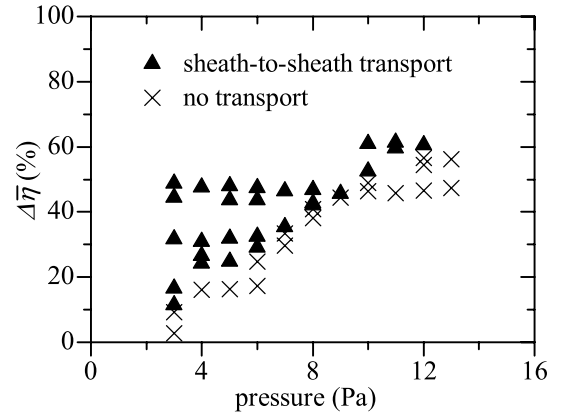 100
80
60
40
20
0
Δη̅ (%)
▲ sheath-to-sheath transport
× no transport
0 4 8 12 16
pressure (Pa)